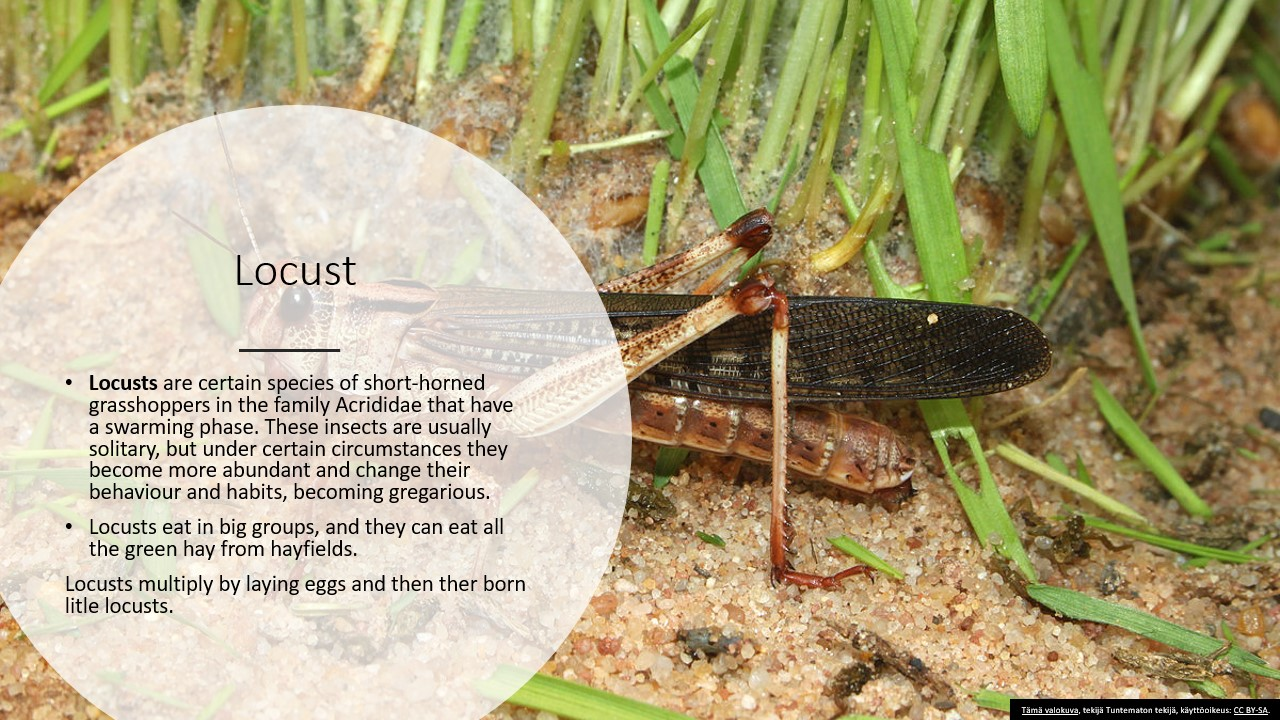 Locust
• Locusts are certain species of short-horned
grasshoppers in the family Acrididae that have
a swarming phase. These insects are usually
solitary, but under certain circumstances they
become more abundant and change their
behaviour and habits, becoming gregarious.
• Locusts eat in big groups, and they can eat all
the green hay from hayfields.
Locusts multiply by laying eggs and then ther born
litle locusts.
Tämä valokuva, tekijä Tuntematon tekijä, käyttöoikeus: CC BY-SA.